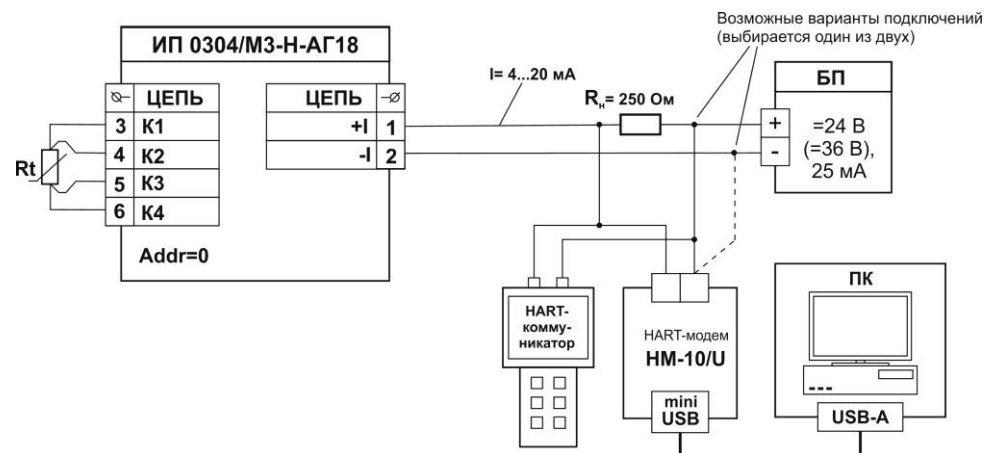 Возможные варианты подключений
(выбирается один из двух)
ИП 0304/М3-Н-АГ18
ЦЕПЬ
3 К1
4 К2
5 К3
6 К4
Rt
Addr=0
ЦЕПЬ
+I 1
-I 2
I= 4...20 мА
Rн= 250 Ом
БП
+
-
=24 В
(=36 В),
25 мА
HART-
комму-
никатор
HART-модем
HM-10/U
mini
USB
ПК
USB-A